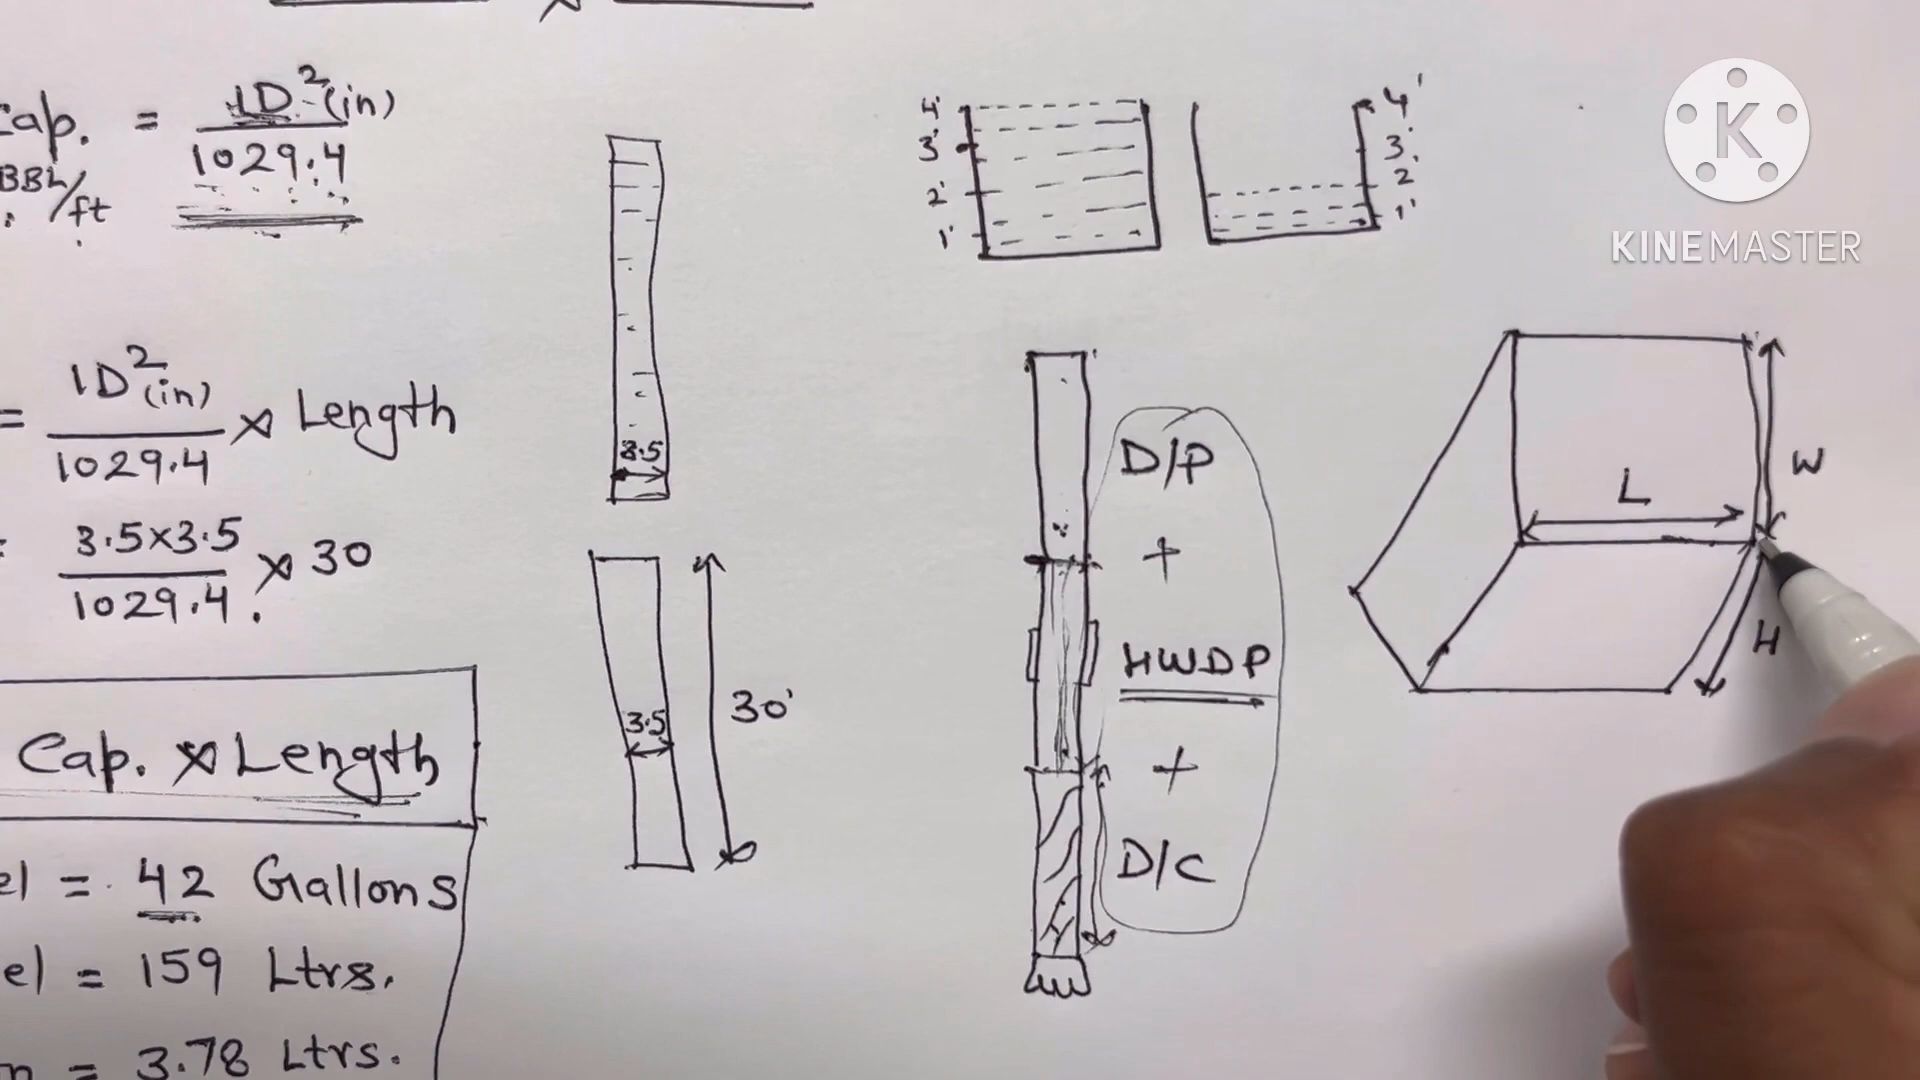 Cap. = ID²(in)
1029.4
BBL/ft
= ID²(in) × Length
1029.4
= 3.5×3.5 × 30
1029.4
Cap. × Length
el = 42 Gallons
el = 159 Ltrs.
n = 3.78 Ltrs.
3.5
3.5
30'
4'
3'
2'
1'
4'
3'
2
1'
D/P
+
HWDP
+
D/C
L
W
H
K
KINEMASTER